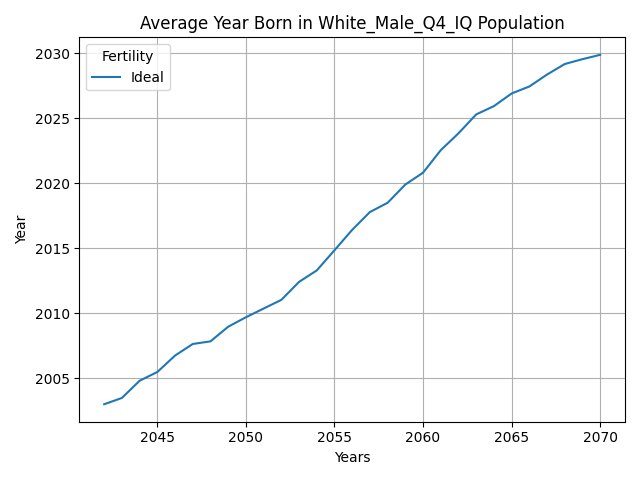 Average Year Born in White_Male_Q4_IQ Population
Fertility
Ideal
2030
2025
2020
2015
2010
2005
Year
2045 2050 2055 2060 2065 2070
Years